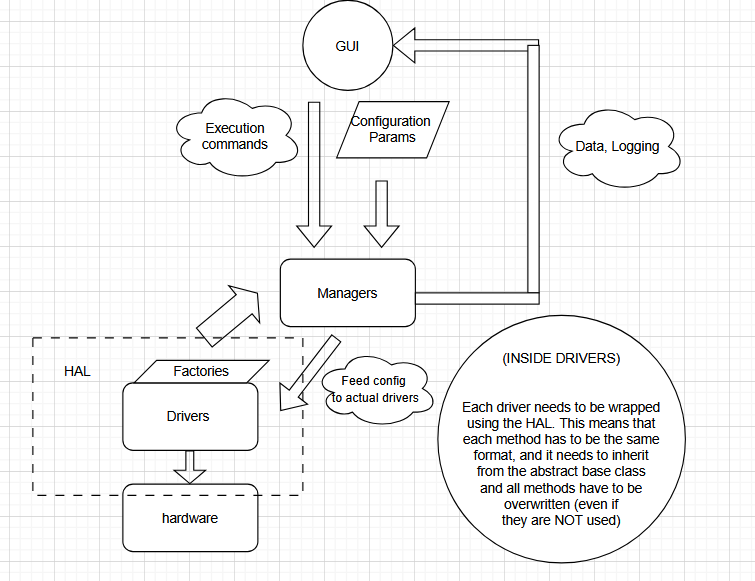 GUI
Execution
commands
Configuration
Params
Data, Logging
Managers
HAL
Factories
Drivers
Feed config
to actual drivers
hardware
(INSIDE DRIVERS)
Each driver needs to be wrapped
using the HAL. This means that
each method has to be the same
format, and it needs to inherit
from the abstract base class
and all methods have to be
overwritten (even if
they are NOT used)